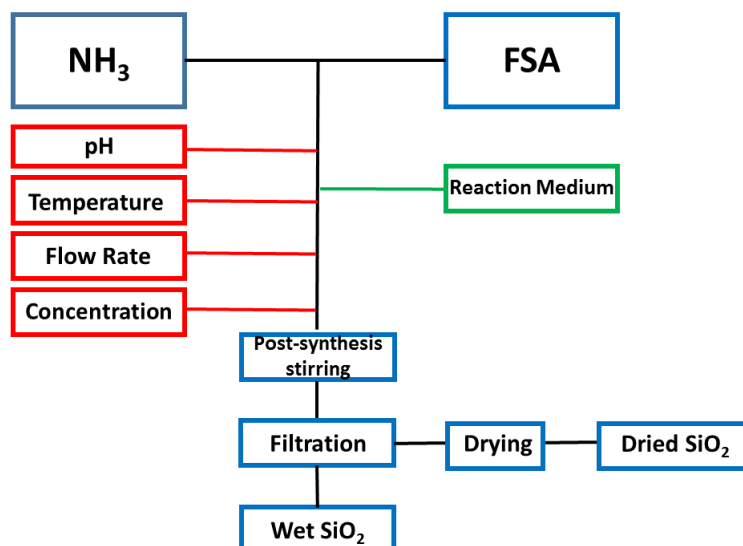 NH₃
FSA
pH
Reaction Medium
Temperature
Flow Rate
Concentration
Post-synthesis
stirring
Filtration
Drying
Dried SiO₂
Wet SiO₂